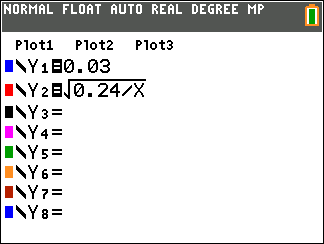 NORMAL FLOAT AUTO REAL DEGREE MP
Plot1 Plot2 Plot3
\Y₁=0.03
\Y₂=√0.24/X
\Y₃=
\Y₄=
\Y₅=
\Y₆=
\Y₇=
\Y₈=